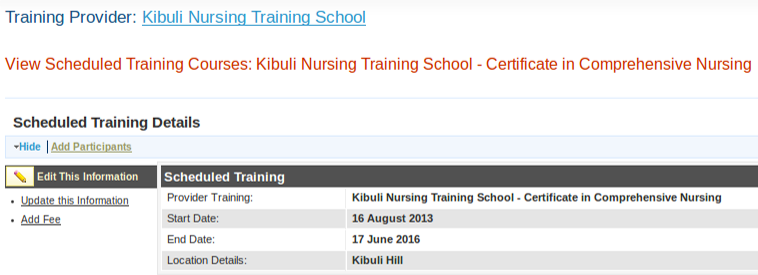 Training Provider: Kibuli Nursing Training School
View Scheduled Training Courses: Kibuli Nursing Training School - Certificate in Comprehensive Nursing
Scheduled Training Details
Hide | Add Participants
Edit This Information
Update this Information
Add Fee
Scheduled Training
Provider Training: Kibuli Nursing Training School - Certificate in Comprehensive Nursing
Start Date: 16 August 2013
End Date: 17 June 2016
Location Details: Kibuli Hill